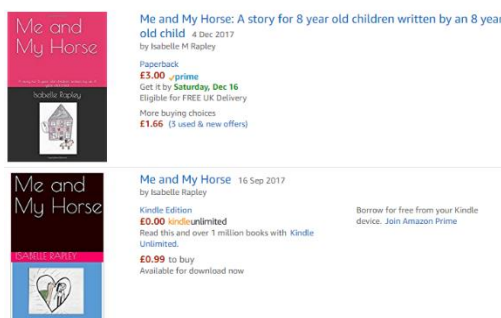 Me and
My Horse
Isabelle Rapley
Me and My Horse: A story for 8 year old children written by an 8 year
old child 4 Dec 2017
by Isabelle M Rapley
Paperback
£3.00 prime
Get it by Saturday, Dec 16
Eligible for FREE UK Delivery
More buying choices
£1.66 (3 used & new offers)
Me and
My Horse
ISABELLE RAPLEY
Me and My Horse 16 Sep 2017
by Isabelle Rapley
Kindle Edition
£0.00 kindleunlimited
Read this and over 1 million books with Kindle
Unlimited.
£0.99 to buy
Available for download now
Borrow for free from your Kindle
device. Join Amazon Prime